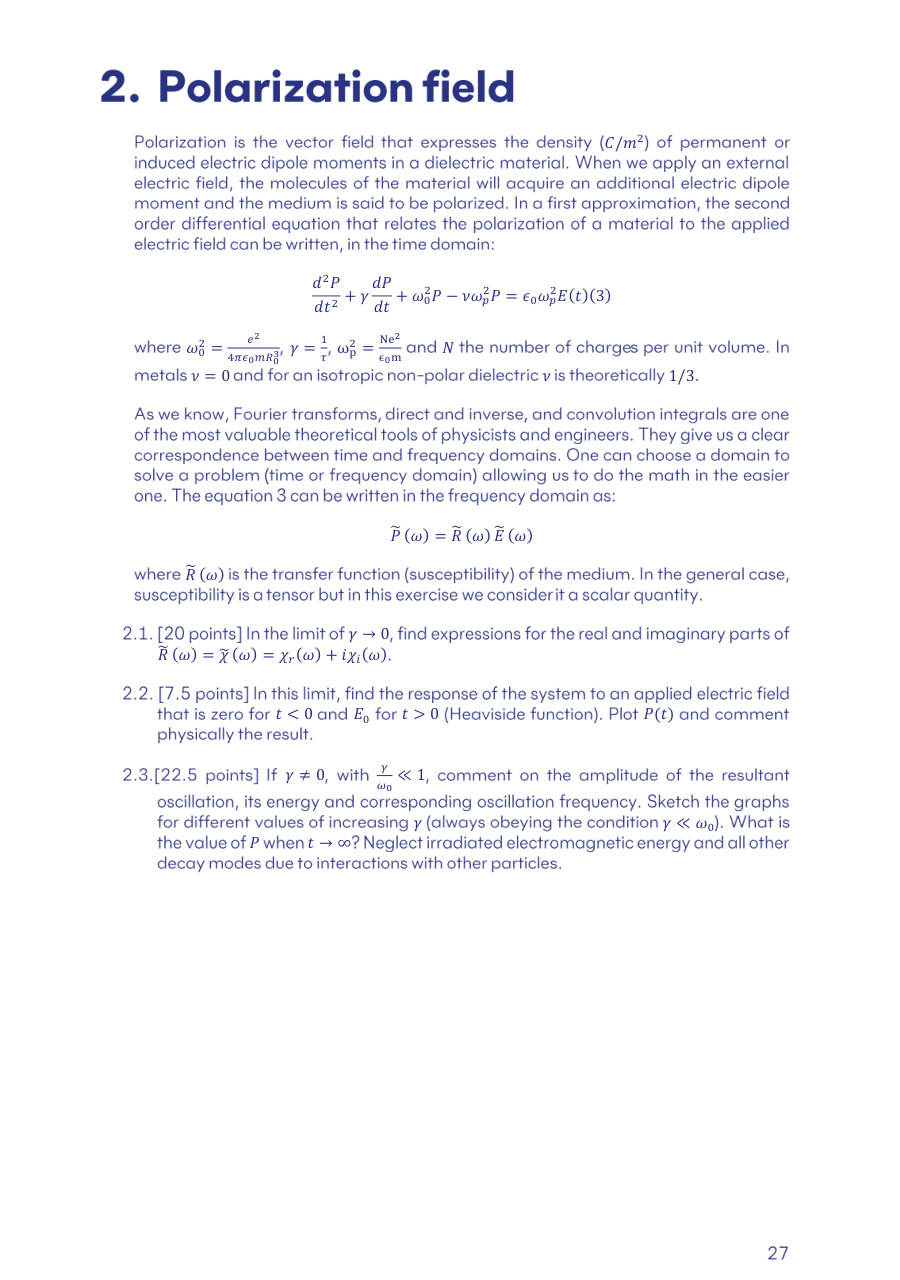 2. Polarization field
Polarization is the vector field that expresses the density (C/m²) of permanent or
induced electric dipole moments in a dielectric material. When we apply an external
electric field, the molecules of the material will acquire an additional electric dipole
moment and the medium is said to be polarized. In a first approximation, the second
order differential equation that relates the polarization of a material to the applied
electric field can be written, in the time domain:
d²P/dt² + γ dP/dt + ω₀²P − νωₚ²P = ϵ₀ωₚ²E(t)(3)
where ω₀² = e²/4πϵ₀mR₀³, γ = 1/τ, ωₚ² = Ne²/ϵ₀m and N the number of charges per unit volume. In
metals ν = 0 and for an isotropic non-polar dielectric ν is theoretically 1/3.
As we know, Fourier transforms, direct and inverse, and convolution integrals are one
of the most valuable theoretical tools of physicists and engineers. They give us a clear
correspondence between time and frequency domains. One can choose a domain to
solve a problem (time or frequency domain) allowing us to do the math in the easier
one. The equation 3 can be written in the frequency domain as:
P̃ (ω) = R̃ (ω) Ẽ (ω)
where R̃ (ω) is the transfer function (susceptibility) of the medium. In the general case,
susceptibility is a tensor but in this exercise we consider it a scalar quantity.
2.1. [20 points] In the limit of γ → 0, find expressions for the real and imaginary parts of
R̃ (ω) = χ̃ (ω) = χᵣ(ω) + iχᵢ(ω).
2.2. [7.5 points] In this limit, find the response of the system to an applied electric field
that is zero for t < 0 and E₀ for t > 0 (Heaviside function). Plot P(t) and comment
physically the result.
2.3.[22.5 points] If γ ≠ 0, with γ/ω₀ ≪ 1, comment on the amplitude of the resultant
oscillation, its energy and corresponding oscillation frequency. Sketch the graphs
for different values of increasing γ (always obeying the condition γ ≪ ω₀). What is
the value of P when t → ∞? Neglect irradiated electromagnetic energy and all other
decay modes due to interactions with other particles.
27